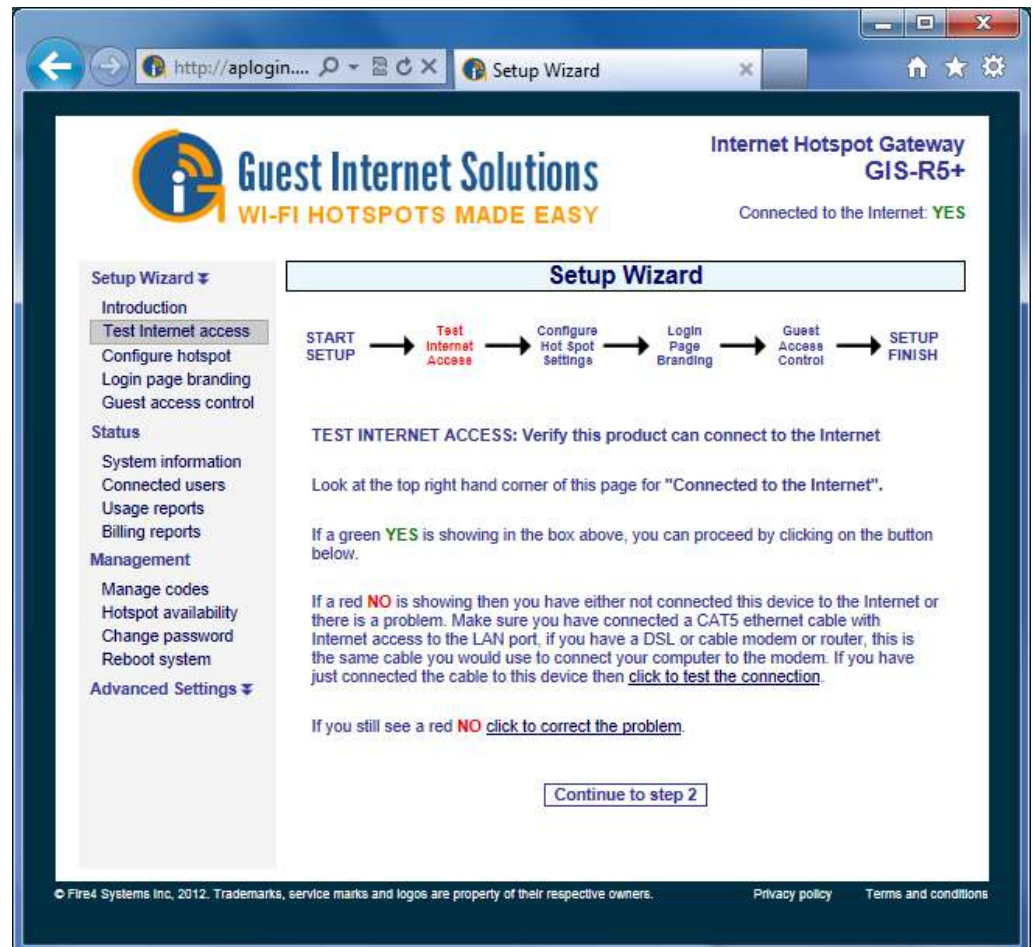 http://aplogin....
Setup Wizard
Guest Internet Solutions
WI-FI HOTSPOTS MADE EASY
Internet Hotspot Gateway
GIS-R5+
Connected to the Internet: YES
Setup Wizard
Introduction
Test Internet access
Configure hotspot
Login page branding
Guest access control
Status
System information
Connected users
Usage reports
Billing reports
Management
Manage codes
Hotspot availability
Change password
Reboot system
Advanced Settings
Setup Wizard
START
SETUP
Test
Internet
Access
Configure
Hot Spot
Settings
Login
Page
Branding
Guest
Access
Control
SETUP
FINISH
TEST INTERNET ACCESS: Verify this product can connect to the Internet
Look at the top right hand corner of this page for "Connected to the Internet".
If a green YES is showing in the box above, you can proceed by clicking on the button
below.
If a red NO is showing then you have either not connected this device to the Internet or
there is a problem. Make sure you have connected a CAT5 ethernet cable with
Internet access to the LAN port, if you have a DSL or cable modem or router, this is
the same cable you would use to connect your computer to the modem. If you have
just connected the cable to this device then click to test the connection.
If you still see a red NO click to correct the problem.
Continue to step 2
© Fire4 Systems Inc, 2012. Trademarks, service marks and logos are property of their respective owners.
Privacy policy
Terms and conditions